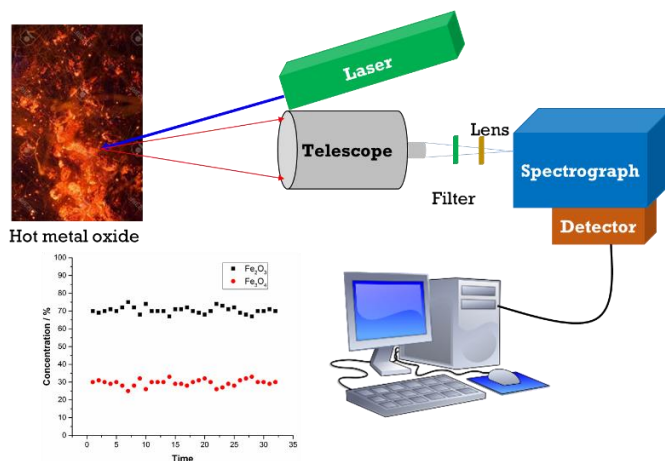 Laser
Telescope
Lens
Filter
Spectrograph
Detector
Hot metal oxide
100
90
80
70
60
50
40
30
20
10
0
Concentration / %
Fe₂O₃
Fe₃O₄
0 5 10 15 20 25 30 35
Time